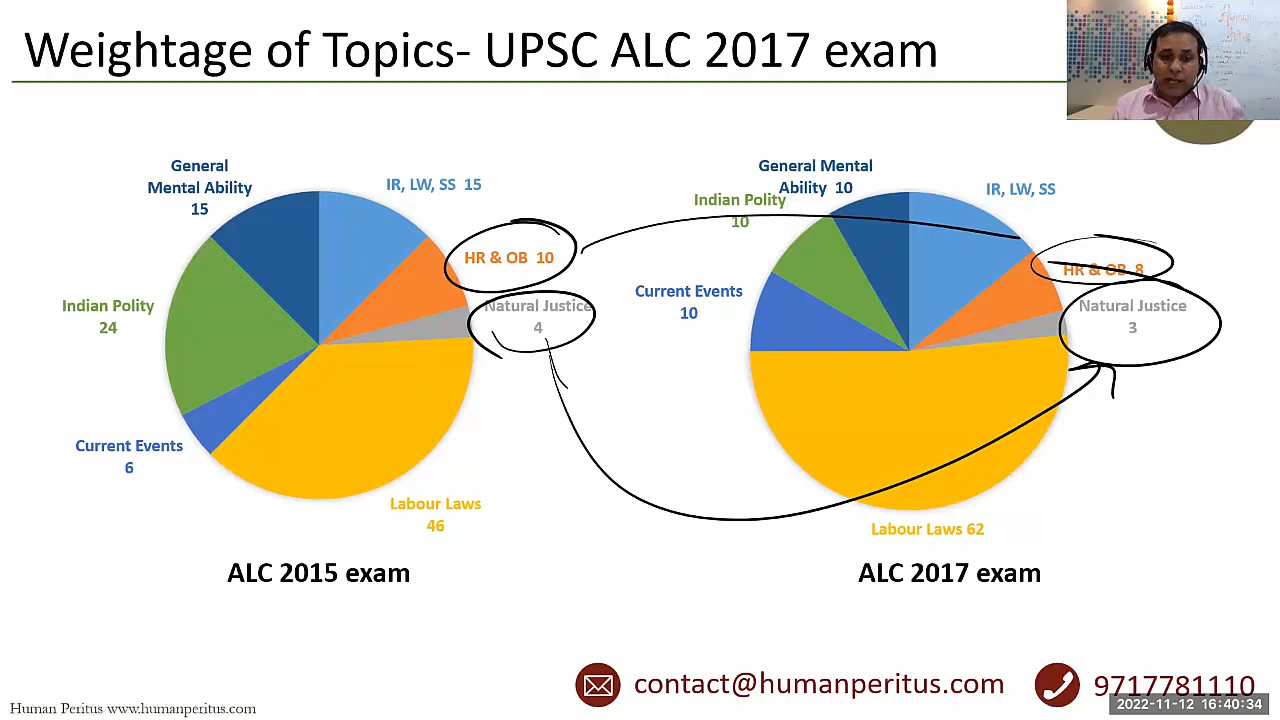 Weightage of Topics- UPSC ALC 2017 exam
General
Mental Ability
15
IR, LW, SS 15
HR & OB 10
Natural Justice
4
Indian Polity
24
Current Events
6
Labour Laws
46
ALC 2015 exam
General Mental
Ability 10
Indian Polity
10
IR, LW, SS
HR & OB 8
Natural Justice
3
Current Events
10
Labour Laws 62
ALC 2017 exam
contact@humanperitus.com
9717781110
Human Peritus www.humanperitus.com
2022-11-12 16:40:34